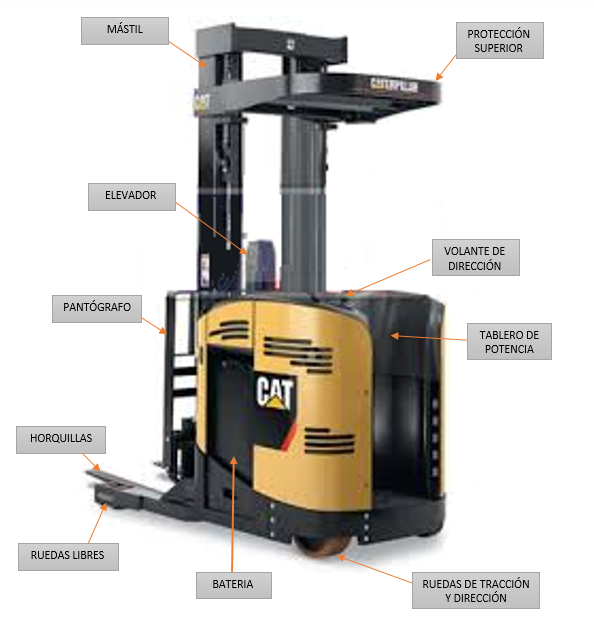 MÁSTIL
PROTECCIÓN
SUPERIOR
CATERPILLAR
CAT
ELEVADOR
VOLANTE DE
DIRECCIÓN
PANTÓGRAFO
TABLERO DE
POTENCIA
CAT
HORQUILLAS
RUEDAS LIBRES
BATERIA
RUEDAS DE TRACCIÓN
Y DIRECCIÓN